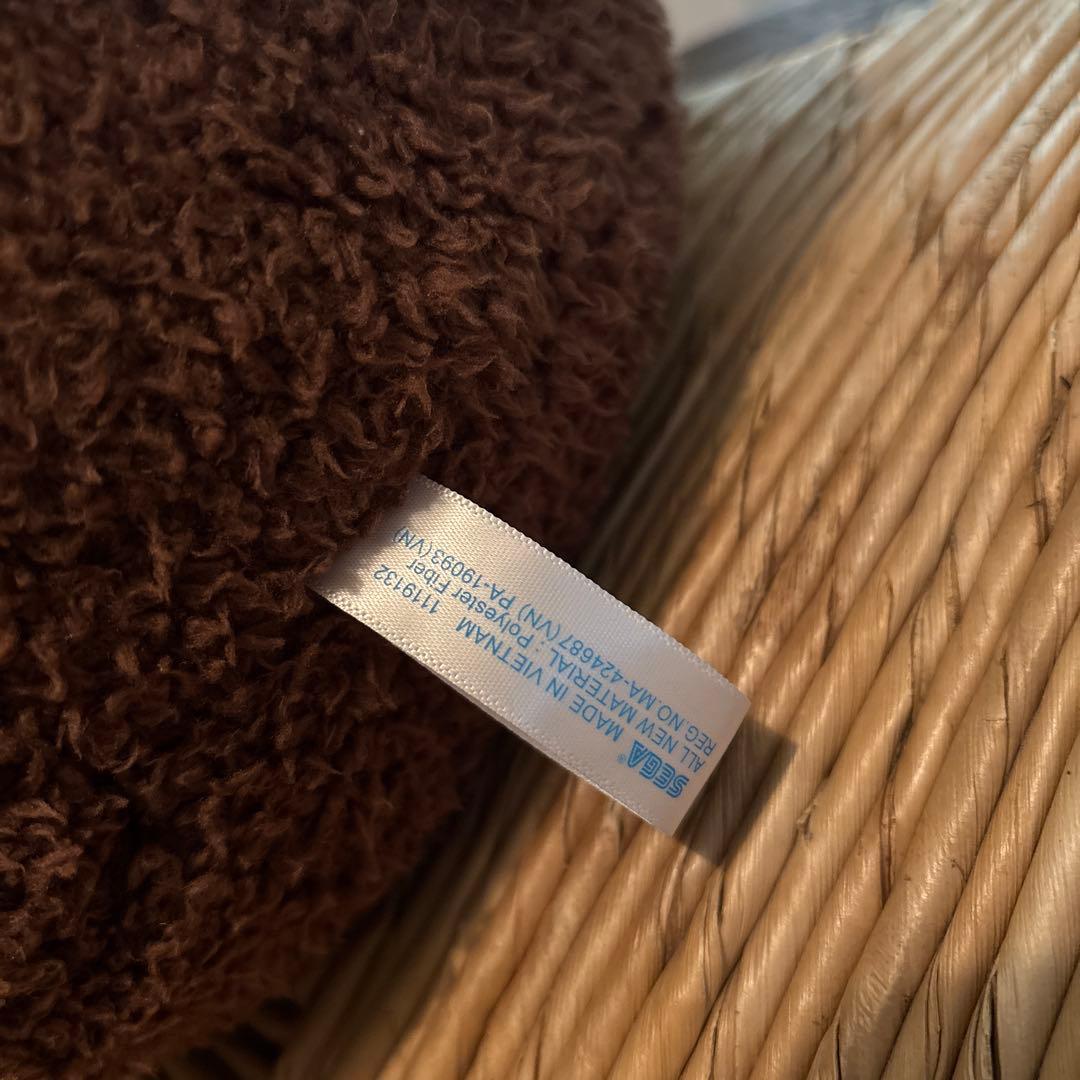 SEGA®
MADE IN VIETNAM 1119132
ALL NEW MATERIAL : Polyester Fiber
REG.NO.MA-424687(VN) PA-19093(VN)